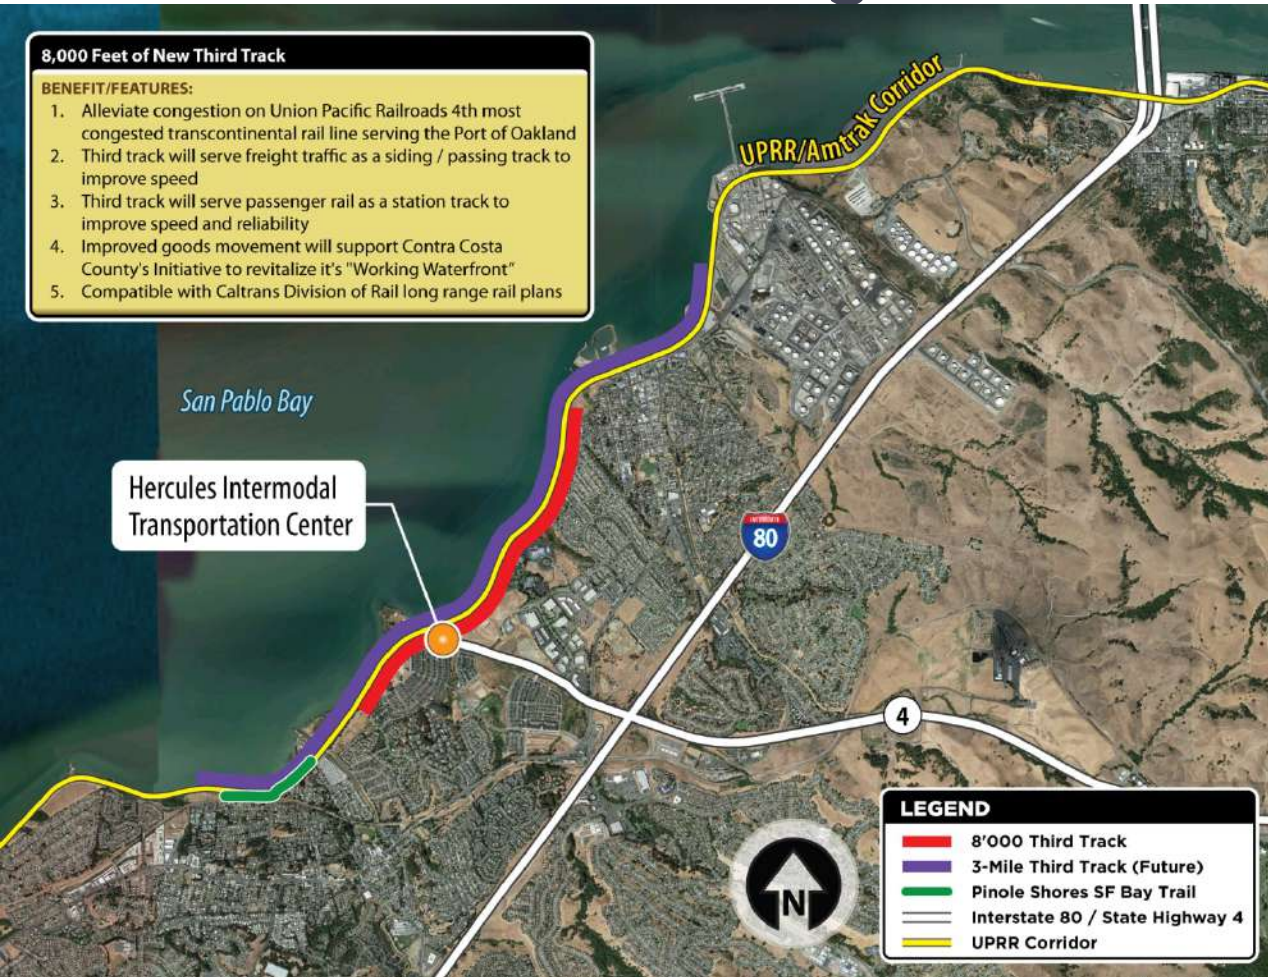 8,000 Feet of New Third Track
BENEFIT/FEATURES:
1. Alleviate congestion on Union Pacific Railroads 4th most
congested transcontinental rail line serving the Port of Oakland
2. Third track will serve freight traffic as a siding / passing track to
improve speed
3. Third track will serve passenger rail as a station track to
improve speed and reliability
4. Improved goods movement will support Contra Costa
County's Initiative to revitalize it's "Working Waterfront"
5. Compatible with Caltrans Division of Rail long range rail plans
UPRR/Amtrak Corridor
San Pablo Bay
Hercules Intermodal
Transportation Center
INTERSTATE
80
4
LEGEND
8'000 Third Track
3-Mile Third Track (Future)
Pinole Shores SF Bay Trail
Interstate 80 / State Highway 4
UPRR Corridor
N